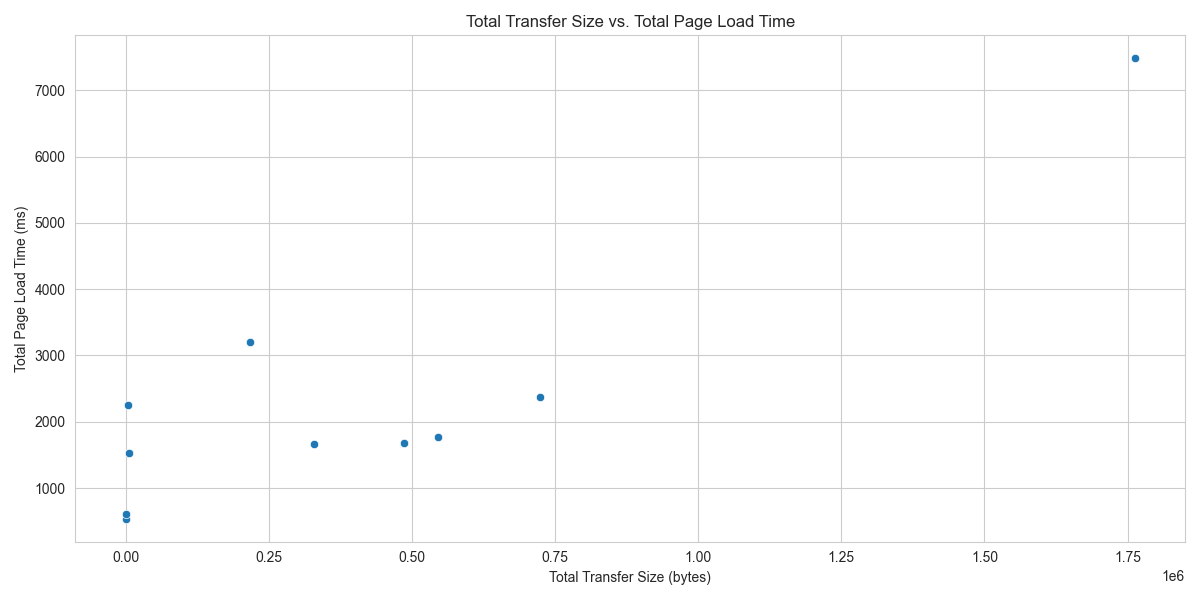 Total Transfer Size vs. Total Page Load Time
Total Page Load Time (ms)
7000
6000
5000
4000
3000
2000
1000
0.00 0.25 0.50 0.75 1.00 1.25 1.50 1.75
1e6
Total Transfer Size (bytes)